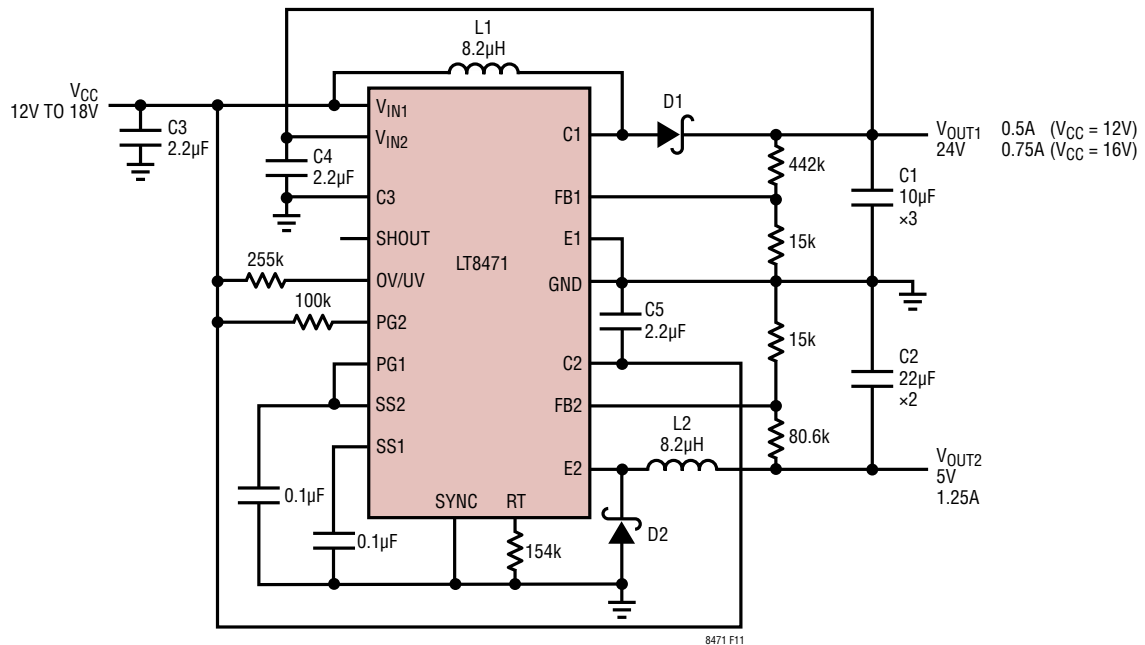 L1
8.2µH
VCC
12V TO 18V
C3
2.2µF
VIN1
VIN2
C4
2.2µF
C3
SHOUT
255k
OV/UV
100k
PG2
PG1
SS2
SS1
0.1µF
0.1µF
LT8471
SYNC
RT
154k
C1
FB1
E1
GND
C5
2.2µF
C2
FB2
E2
D1
442k
15k
15k
80.6k
L2
8.2µH
D2
VOUT1 0.5A (VCC = 12V)
24V 0.75A (VCC = 16V)
C1
10µF
×3
C2
22µF
×2
VOUT2
5V
1.25A
8471 F11